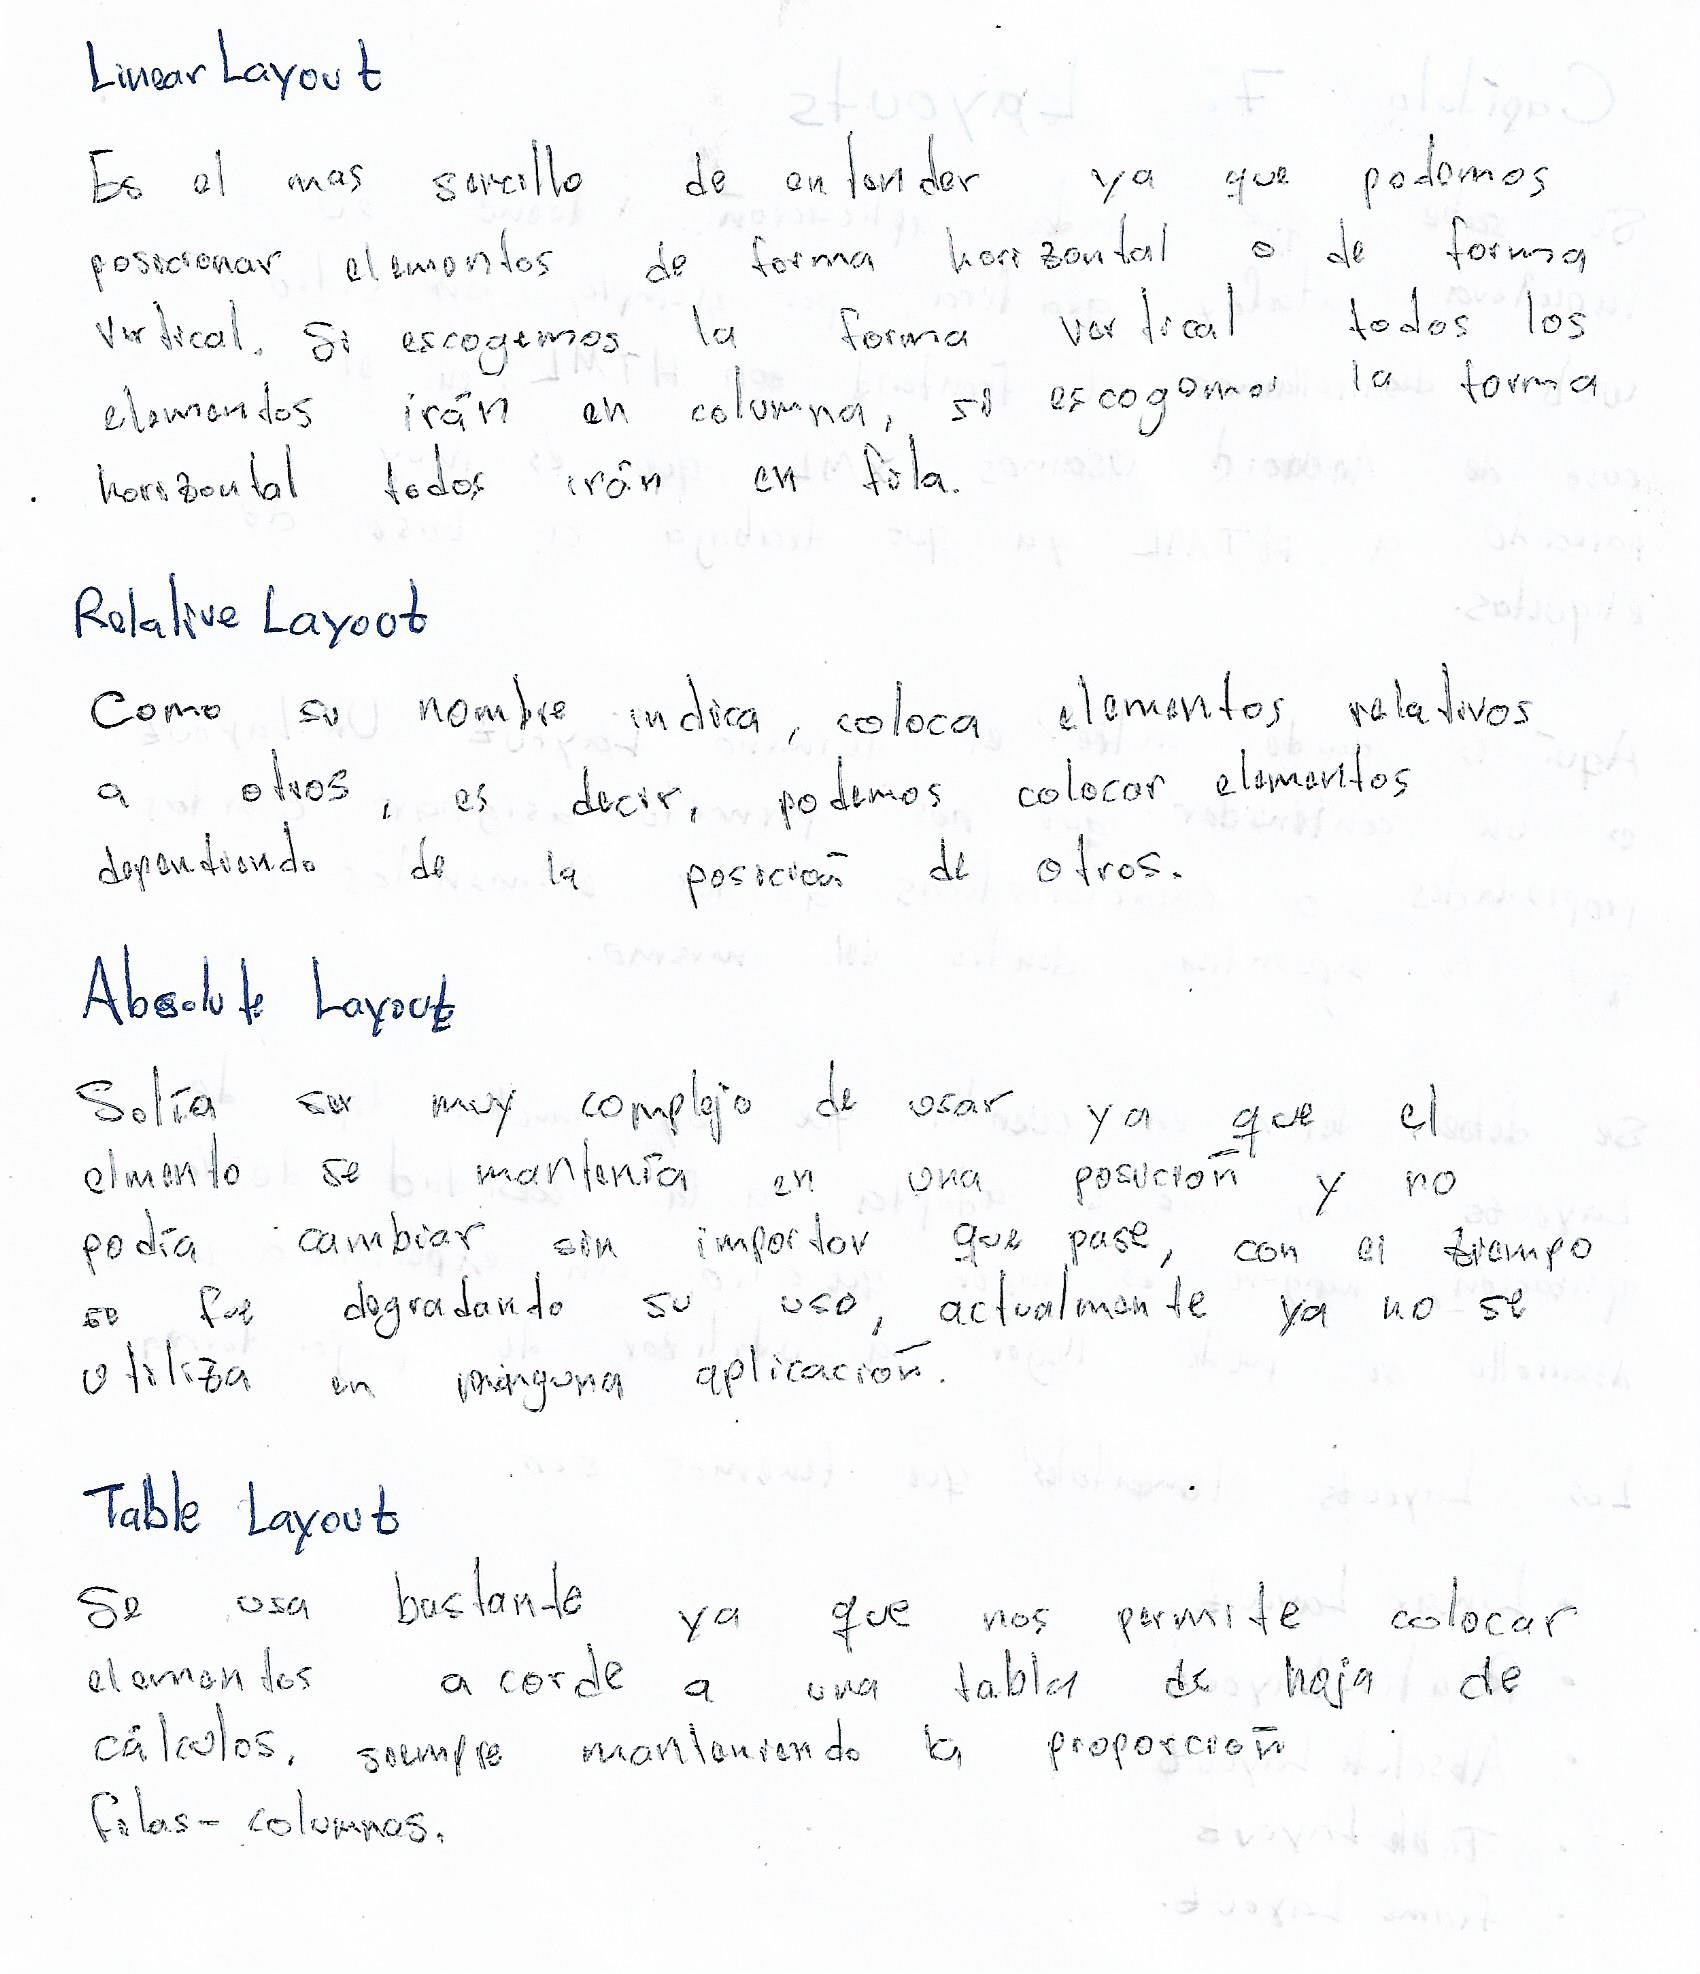 Linear Layout
Es el mas sencillo de entender ya que podemos
posicionar elementos de forma horizontal o de forma
vertical. Si escogemos la forma vertical todos los
elementos irán en columna, si escogemos la forma
horizontal todos irán en fila.
Relative Layout
Como su nombre indica, coloca elementos relativos
a otros, es decir, podemos colocar elementos
dependiendo de la posición de otros.
Absolute Layout
Solía ser muy complejo de usar ya que el
elmento se mantenía en una posición y no
podía cambiar sin importar que pase, con el tiempo
se fue degradando su uso, actualmente ya no se
utiliza en ninguna aplicación.
Table Layout
Se usa bastante ya que nos permite colocar
elementos acorde a una tabla de hoja de
cálculos, siempre manteniendo la proporción
filas-columnas.